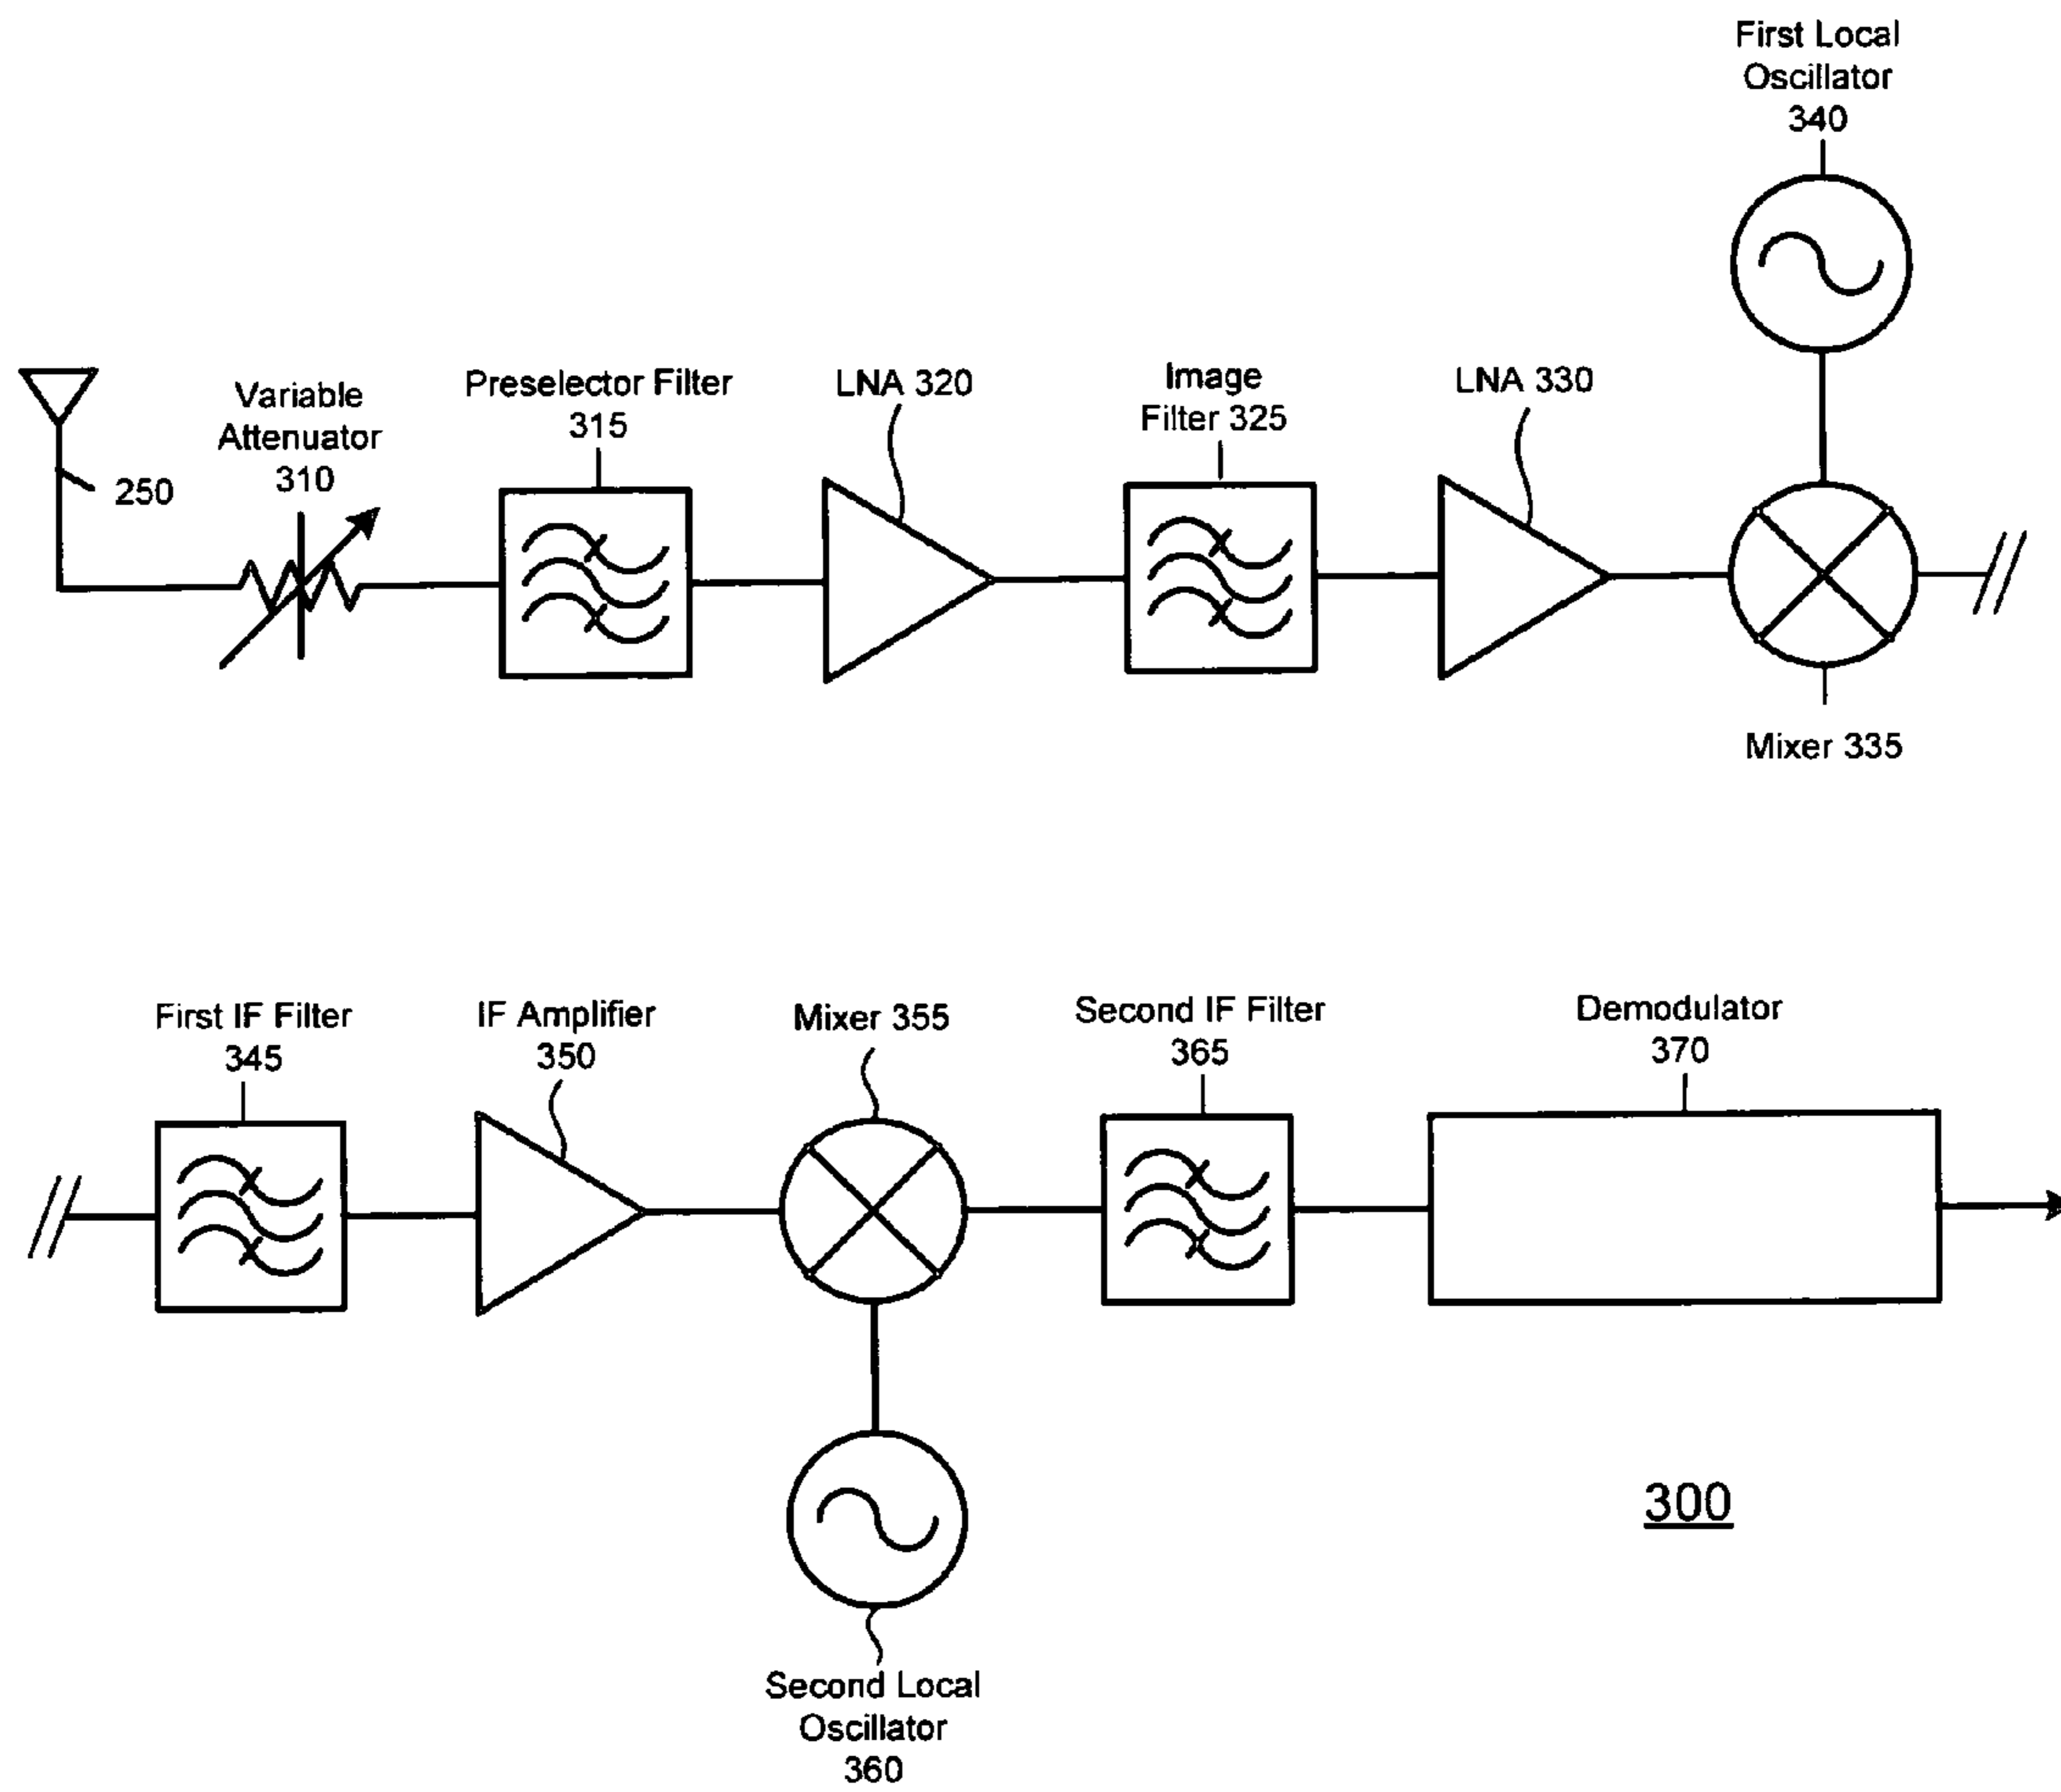 First Local
Oscillator
340
Variable
Attenuator
310
Preselector Filter
315
LNA 320
Image
Filter 325
LNA 330
250
Mixer 335
First IF Filter
345
IF Amplifier
350
Mixer 355
Second IF Filter
365
Demodulator
370
300
Second Local
Oscillator
360